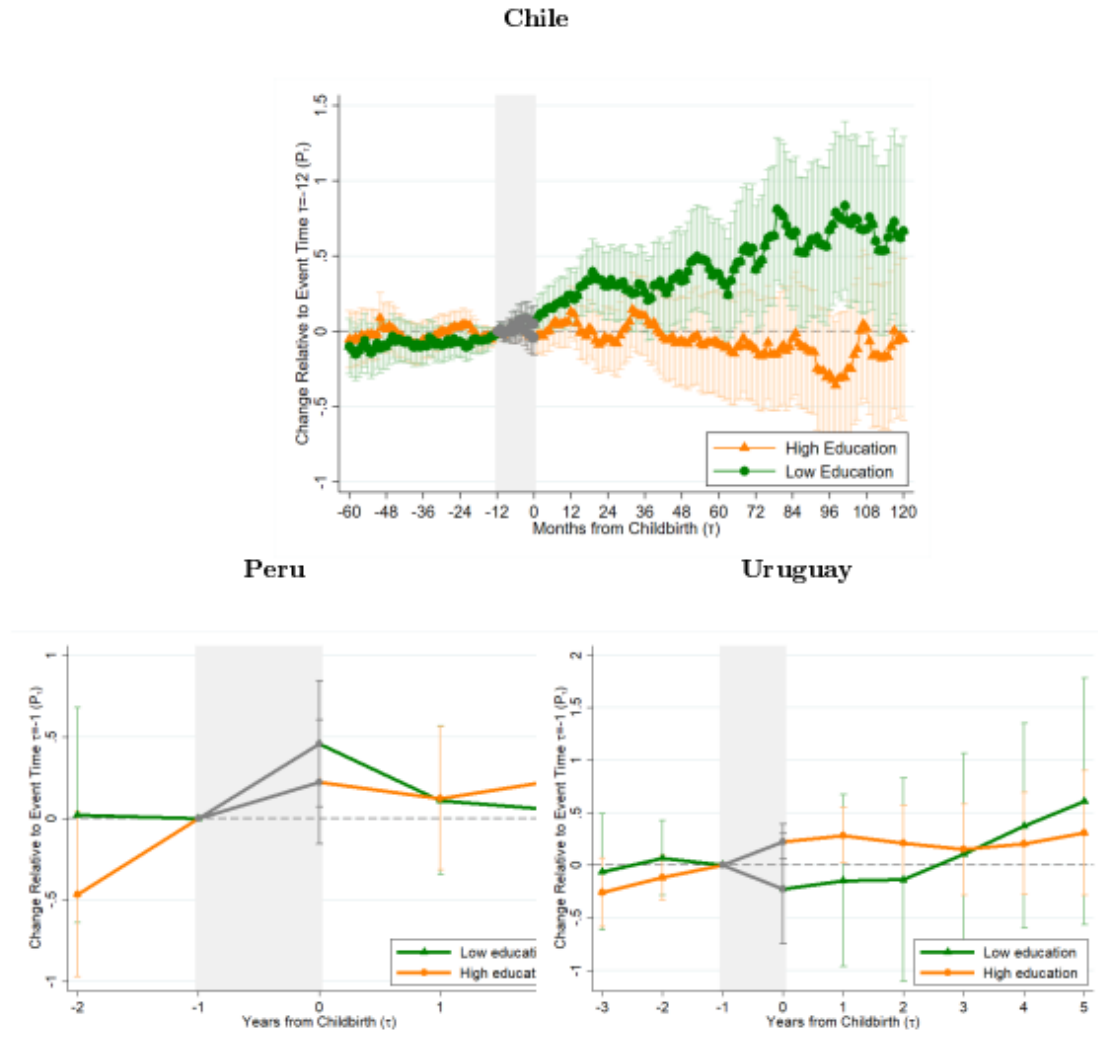 Chile
Change Relative to Event Time τ=-12 (Pτ)
1.5
1
.5
0
-.5
-1
High Education
Low Education
-60 -48 -36 -24 -12 0 12 24 36 48 60 72 84 96 108 120
Months from Childbirth (τ)
Peru
Change Relative to Event Time τ=-1 (Pτ)
1
.5
0
-.5
-1
Low educati
High educat
-2 -1 0 1
Years from Childbirth (τ)
Uruguay
Change Relative to Event Time τ=-1 (Pτ)
2
1.5
1
.5
0
-.5
-1
Low education
High education
-3 -2 -1 0 1 2 3 4 5
Years from Childbirth (τ)